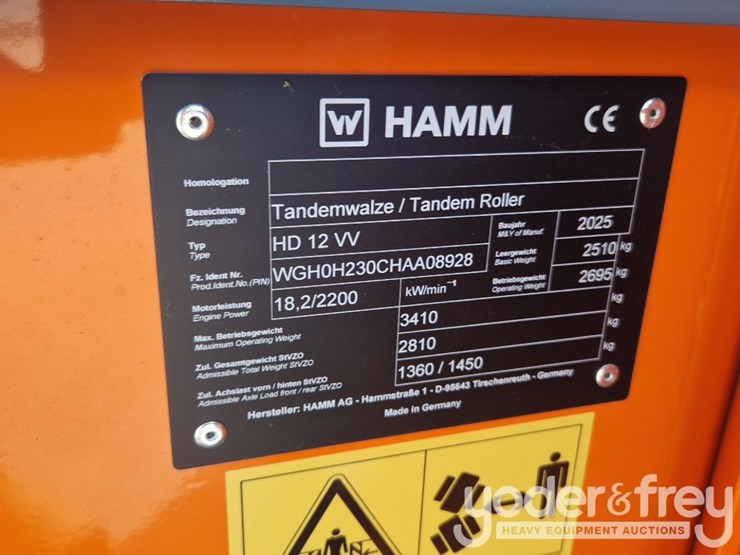 W HAMM CE
Homologation
Bezeichnung
Designation
Tandemwalze / Tandem Roller
Typ
Type
HD 12 VV
Baujahr
M&Y of Manuf.
2025
Fz. Ident Nr.
Prod.Ident.No.(PIN)
WGH0H230CHAA08928
Leergewicht
Basic Weight
2510 kg
Motorleistung
Engine Power
18,2/2200 kW/min⁻¹
Betriebsgewicht
Operating Weight
2695 kg
Max. Betriebsgewicht
Maximum Operating Weight
3410 kg
Zul. Gesamtgewicht StVZO
Admissible Total Weight StVZO
2810 kg
Zul. Achslast vorn / hinten StVZO
Admissible Axle Load front / rear StVZO
1360 / 1450 kg
Hersteller: HAMM AG - Hammstraße 1 - D-95643 Tirschenreuth - Germany
Made in Germany
yoder&frey
HEAVY EQUIPMENT AUCTIONS